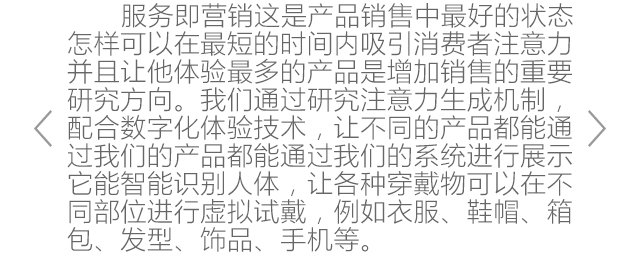 服务即营销这是产品销售中最好的状态
怎样可以在最短的时间内吸引消费者注意力
并且让他体验最多的产品是增加销售的重要
研究方向。我们通过研究注意力生成机制，
配合数字化体验技术，让不同的产品都能通
过我们的产品都能通过我们的系统进行展示
它能智能识别人体，让各种穿戴物可以在不
同部位进行虚拟试戴，例如衣服、鞋帽、箱
包、发型、饰品、手机等。